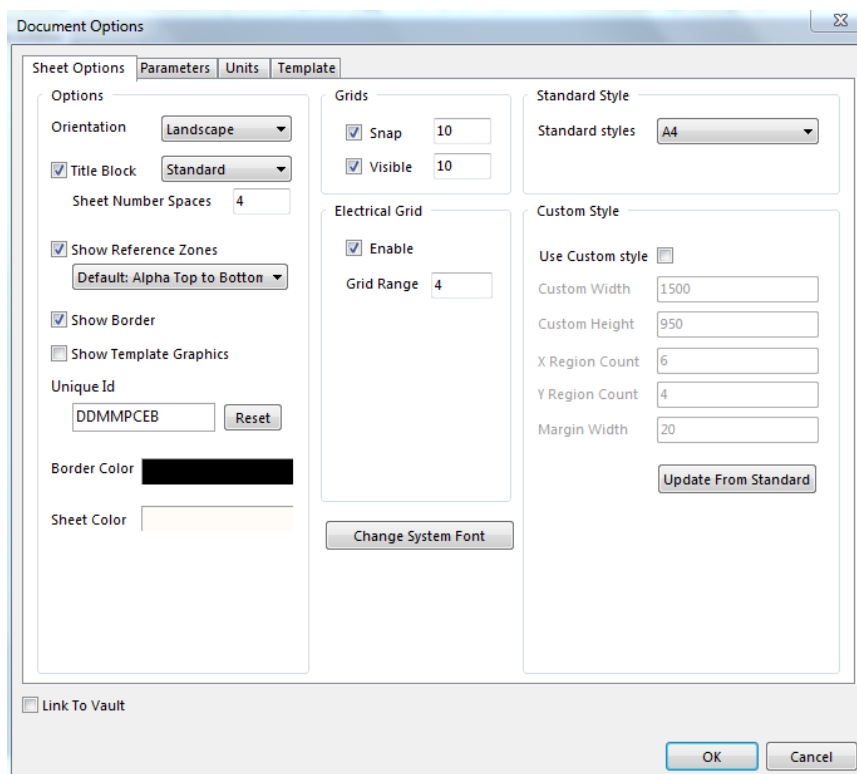 Document Options
Sheet Options Parameters Units Template
Options
Orientation Landscape
Title Block Standard
Sheet Number Spaces 4
Show Reference Zones
Default: Alpha Top to Bottom
Show Border
Show Template Graphics
Unique Id
DDMMPCEB Reset
Border Color
Sheet Color
Grids
Snap 10
Visible 10
Electrical Grid
Enable
Grid Range 4
Change System Font
Standard Style
Standard styles A4
Custom Style
Use Custom style
Custom Width 1500
Custom Height 950
X Region Count 6
Y Region Count 4
Margin Width 20
Update From Standard
Link To Vault
OK Cancel